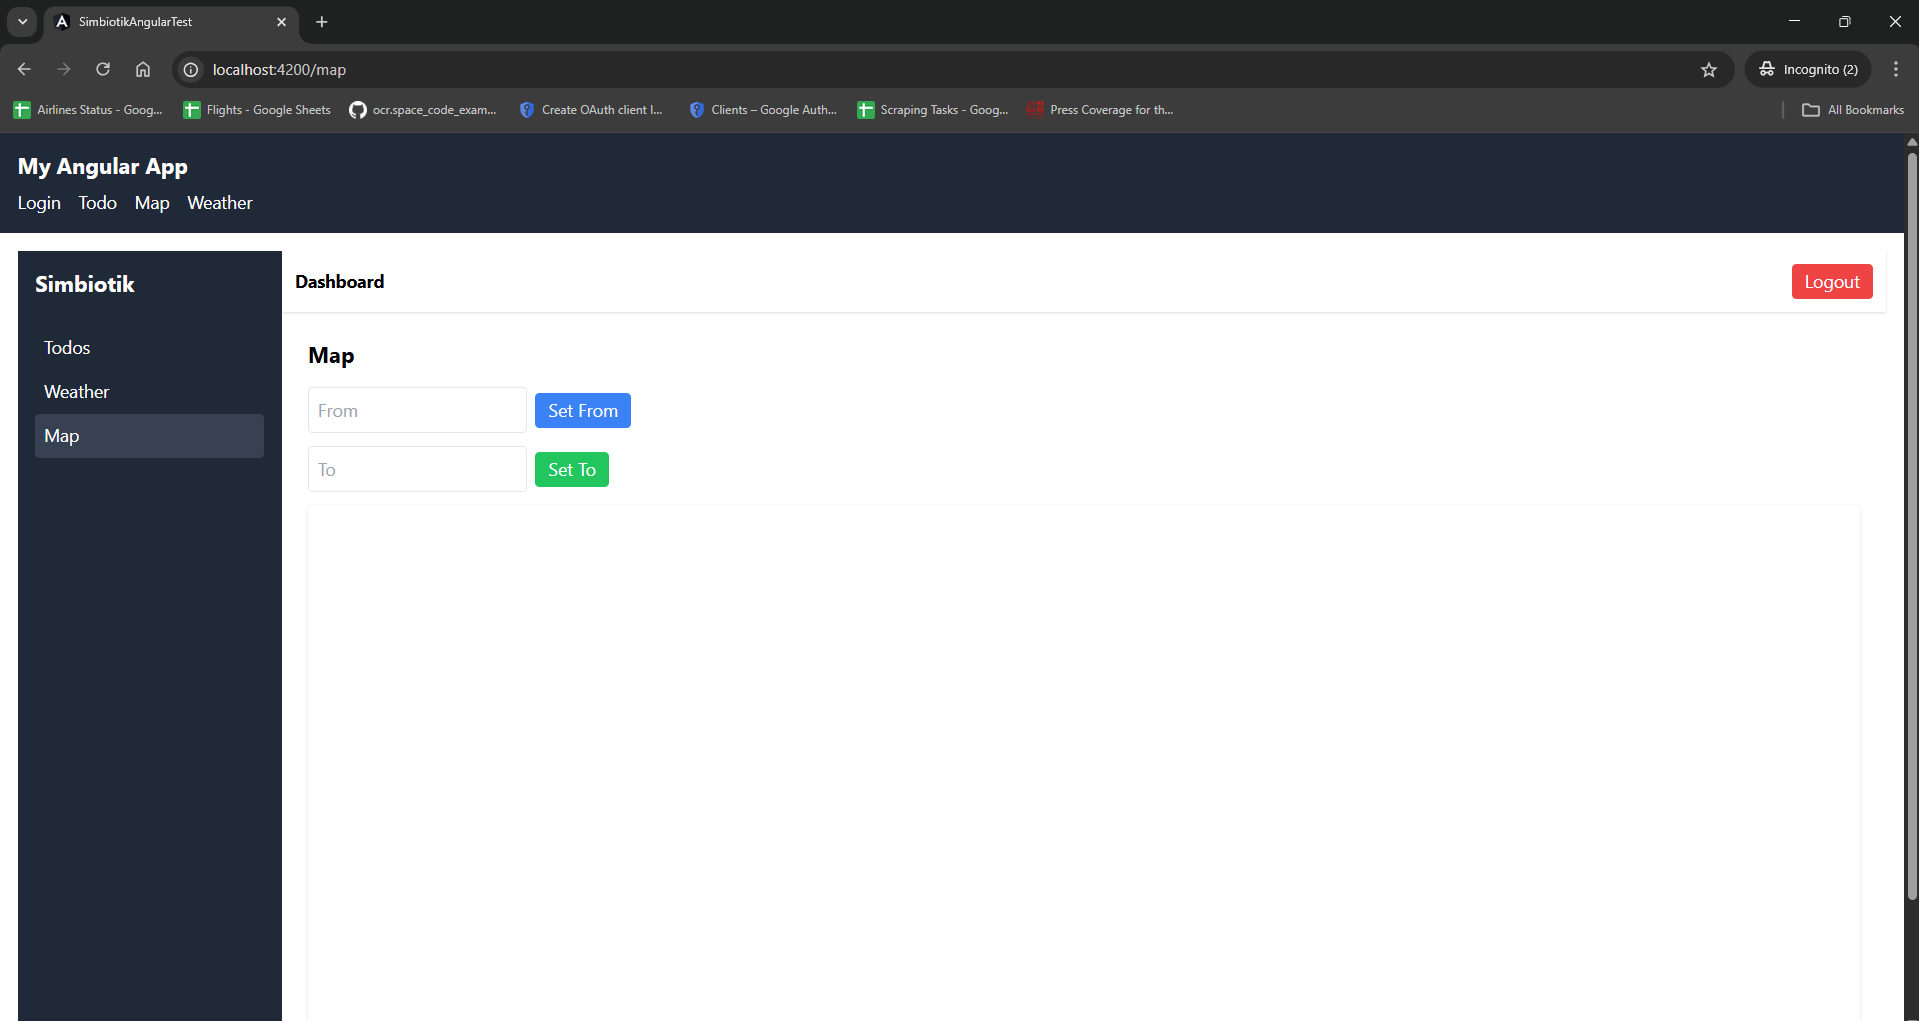 SimbiotikAngularTest
localhost:4200/map
Incognito (2)
Airlines Status - Goog...
Flights - Google Sheets
ocr.space_code_exam...
Create OAuth client I...
Clients – Google Auth...
Scraping Tasks - Goog...
Press Coverage for th...
All Bookmarks
My Angular App
Login Todo Map Weather
Simbiotik
Todos
Weather
Map
Dashboard
Logout
Map
From
Set From
To
Set To